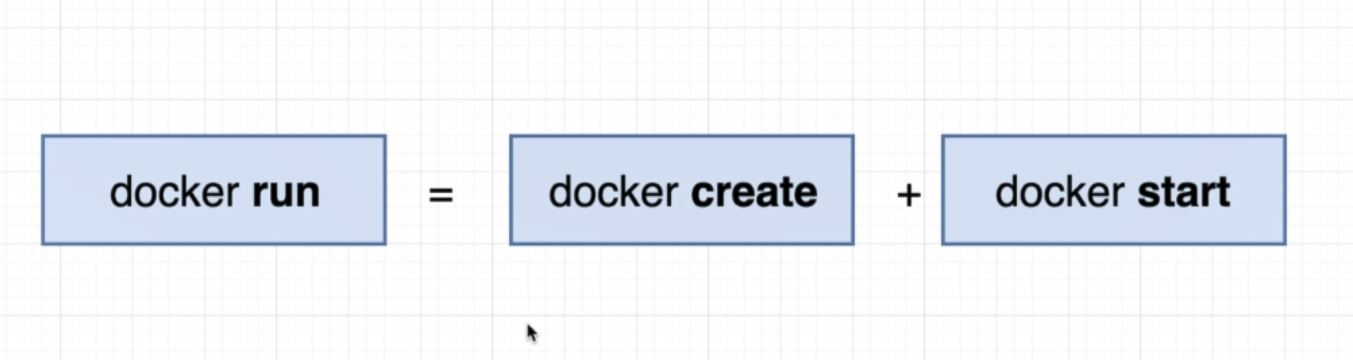 docker run = docker create + docker start